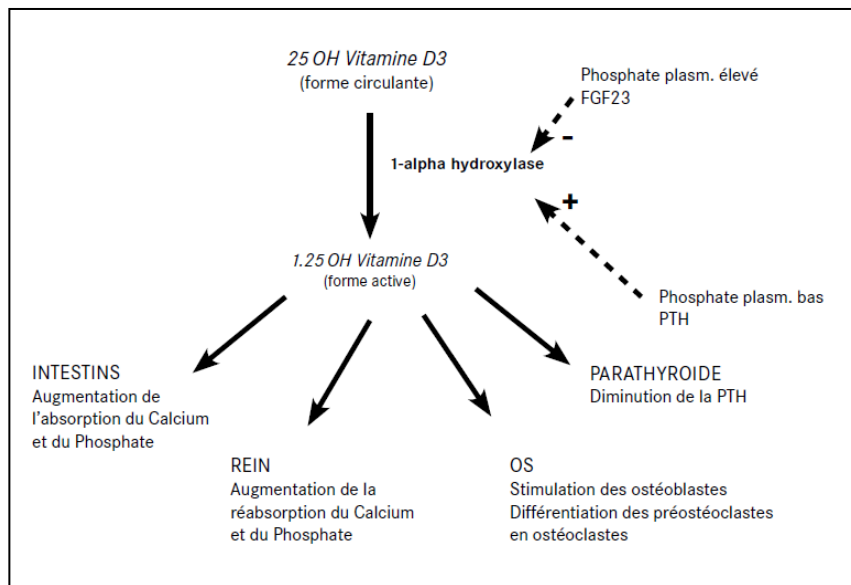 25 OH Vitamine D3
(forme circulante)
Phosphate plasm. élevé
FGF23
-
1-alpha hydroxylase
+
1.25 OH Vitamine D3
(forme active)
Phosphate plasm. bas
PTH
INTESTINS
Augmentation de
l'absorption du Calcium
et du Phosphate
REIN
Augmentation de la
réabsorption du Calcium
et du Phosphate
OS
Stimulation des ostéoblastes
Différentiation des préostéoclastes
en ostéoclastes
PARATHYROIDE
Diminution de la PTH